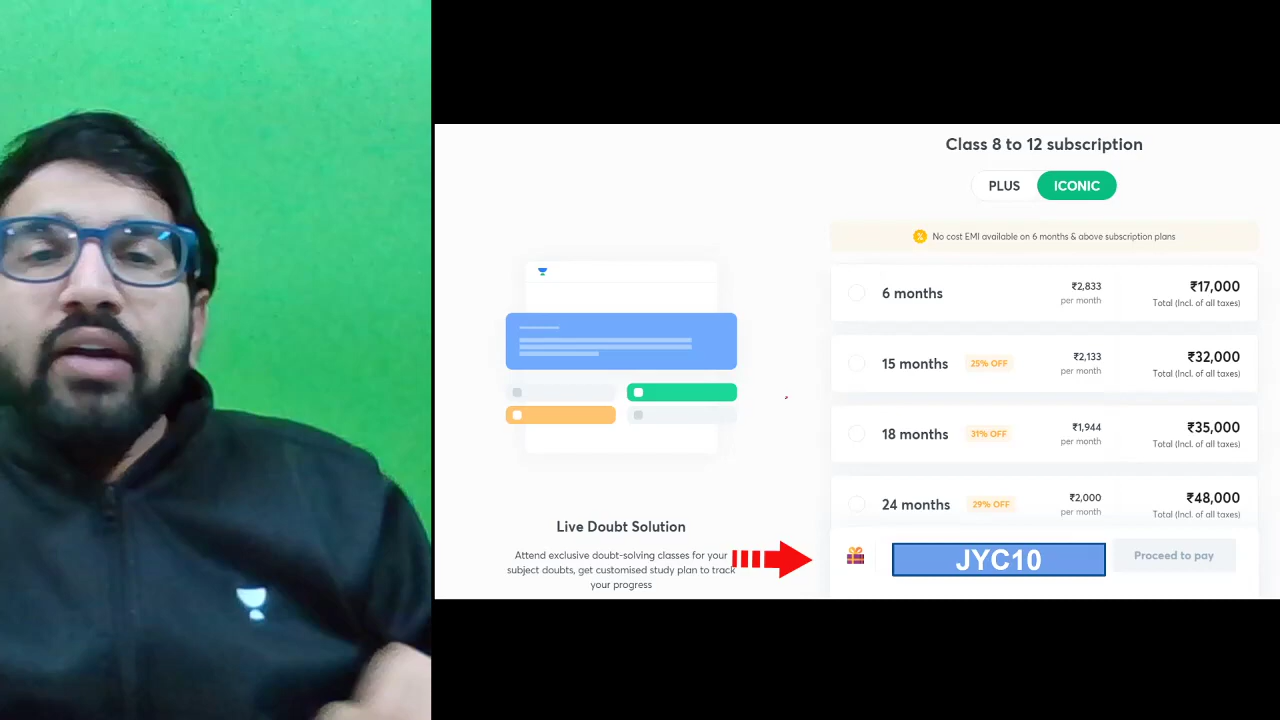 Class 8 to 12 subscription
PLUS ICONIC
No cost EMI available on 6 months & above subscription plans
6 months ₹2,833 per month ₹17,000 Total (Incl. of all taxes)
15 months 25% OFF ₹2,133 per month ₹32,000 Total (Incl. of all taxes)
18 months 31% OFF ₹1,944 per month ₹35,000 Total (Incl. of all taxes)
24 months 29% OFF ₹2,000 per month ₹48,000 Total (Incl. of all taxes)
Live Doubt Solution
Attend exclusive doubt-solving classes for your
subject doubts, get customised study plan to track
your progress
JYC10 Proceed to pay